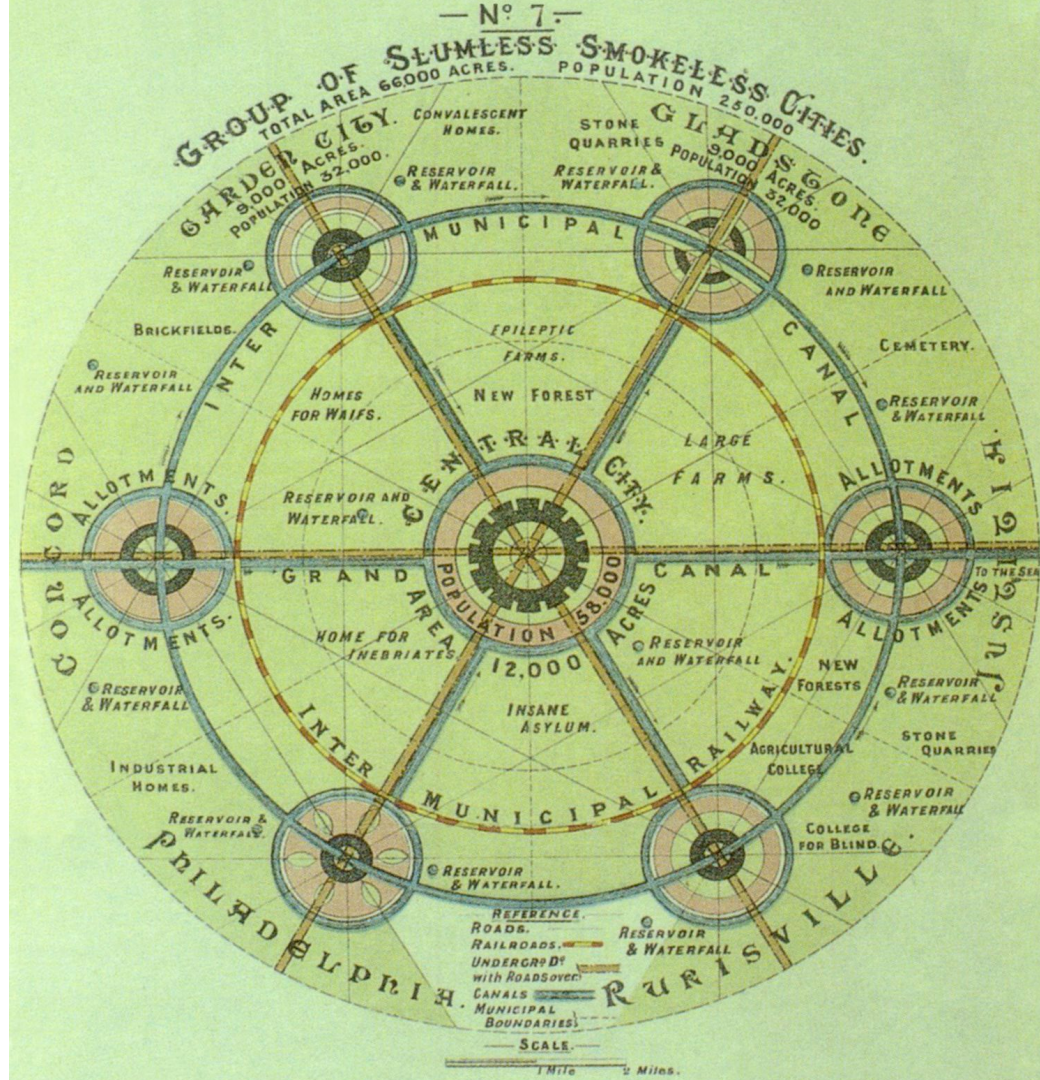 — No 7. —
GROUP OF SLUMLESS SMOKELESS CITIES.
TOTAL AREA 66,000 ACRES. POPULATION 250,000
GARDEN CITY.
9,000 ACRES.
POPULATION 32,000.
CONVALESCENT
HOMES.
STONE
QUARRIES
GLADSTONE
9,000 ACRES.
POPULATION 32,000
RESERVOIR
& WATERFALL.
RESERVOIR &
WATERFALL.
INTER MUNICIPAL CANAL
RESERVOIR
& WATERFALL
RESERVOIR
AND WATERFALL
BRICKFIELDS.
EPILEPTIC
FARMS.
CEMETERY.
RESERVOIR
AND WATERFALL
HOMES
FOR WAIFS.
NEW FOREST
RESERVOIR
& WATERFALL
LARGE
FARMS.
CENTRAL CITY.
CONCORD
ALLOTMENTS.
RESERVOIR AND
WATERFALL.
ALLOTMENTS
JUSTITIA
GRAND CANAL
TO THE SEA
POPULATION 58.000
AREA 12,000 ACRES
ALLOTMENTS.
ALLOTMENTS
HOME FOR
INEBRIATES.
RESERVOIR
AND WATERFALL
NEW
FORESTS
RESERVOIR
& WATERFALL
RESERVOIR
& WATERFALL
INSANE
ASYLUM.
STONE
QUARRIES
INTER MUNICIPAL RAILWAY.
AGRICULTURAL
COLLEGE
INDUSTRIAL
HOMES.
RESERVOIR
& WATERFALL
RESERVOIR &
WATERFALL.
COLLEGE
FOR BLIND.
RESERVOIR
& WATERFALL.
PHILADELPHIA.
RURISVILLE.
REFERENCE.
ROADS.
RAILROADS.
UNDERGRD Do
with ROADS over
CANALS
MUNICIPAL
BOUNDARIES
RESERVOIR
& WATERFALL
— SCALE. —
1 Mile 2 Miles.